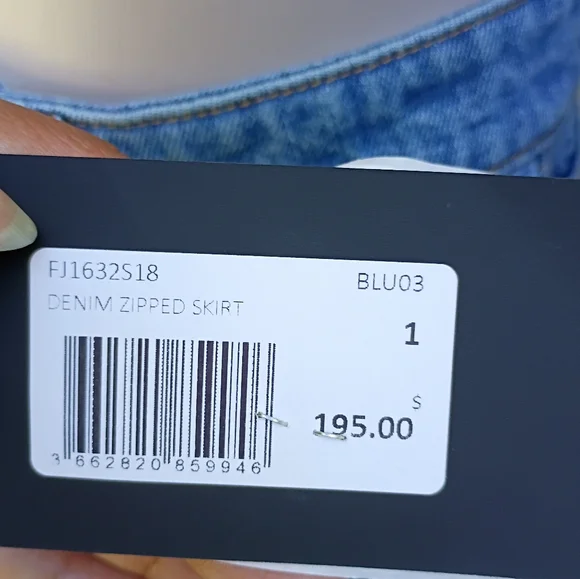 FJ1632S18
BLU03
DENIM ZIPPED SKIRT
1
S
195.00
3 662820 859946